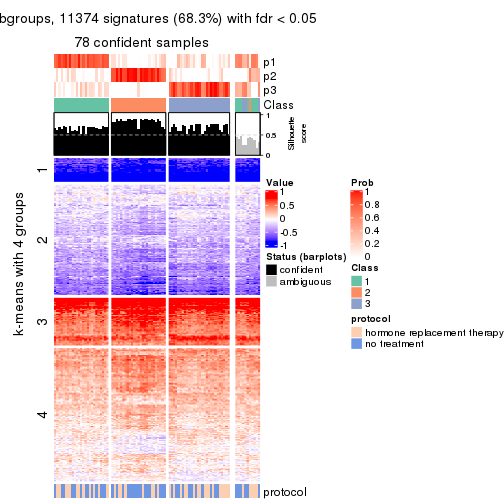 bgroups, 11374 signatures (68.3%) with fdr < 0.05
78 confident samples
p1
p2
p3
Class
1
0.5
0
Silhouette
score
k-means with 4 groups
1
2
3
4
protocol
Value
1
0.5
0
-0.5
-1
Status (barplots)
confident
ambiguous
Prob
1
0.8
0.6
0.4
0.2
0
Class
1
2
3
protocol
hormone replacement therapy
no treatment